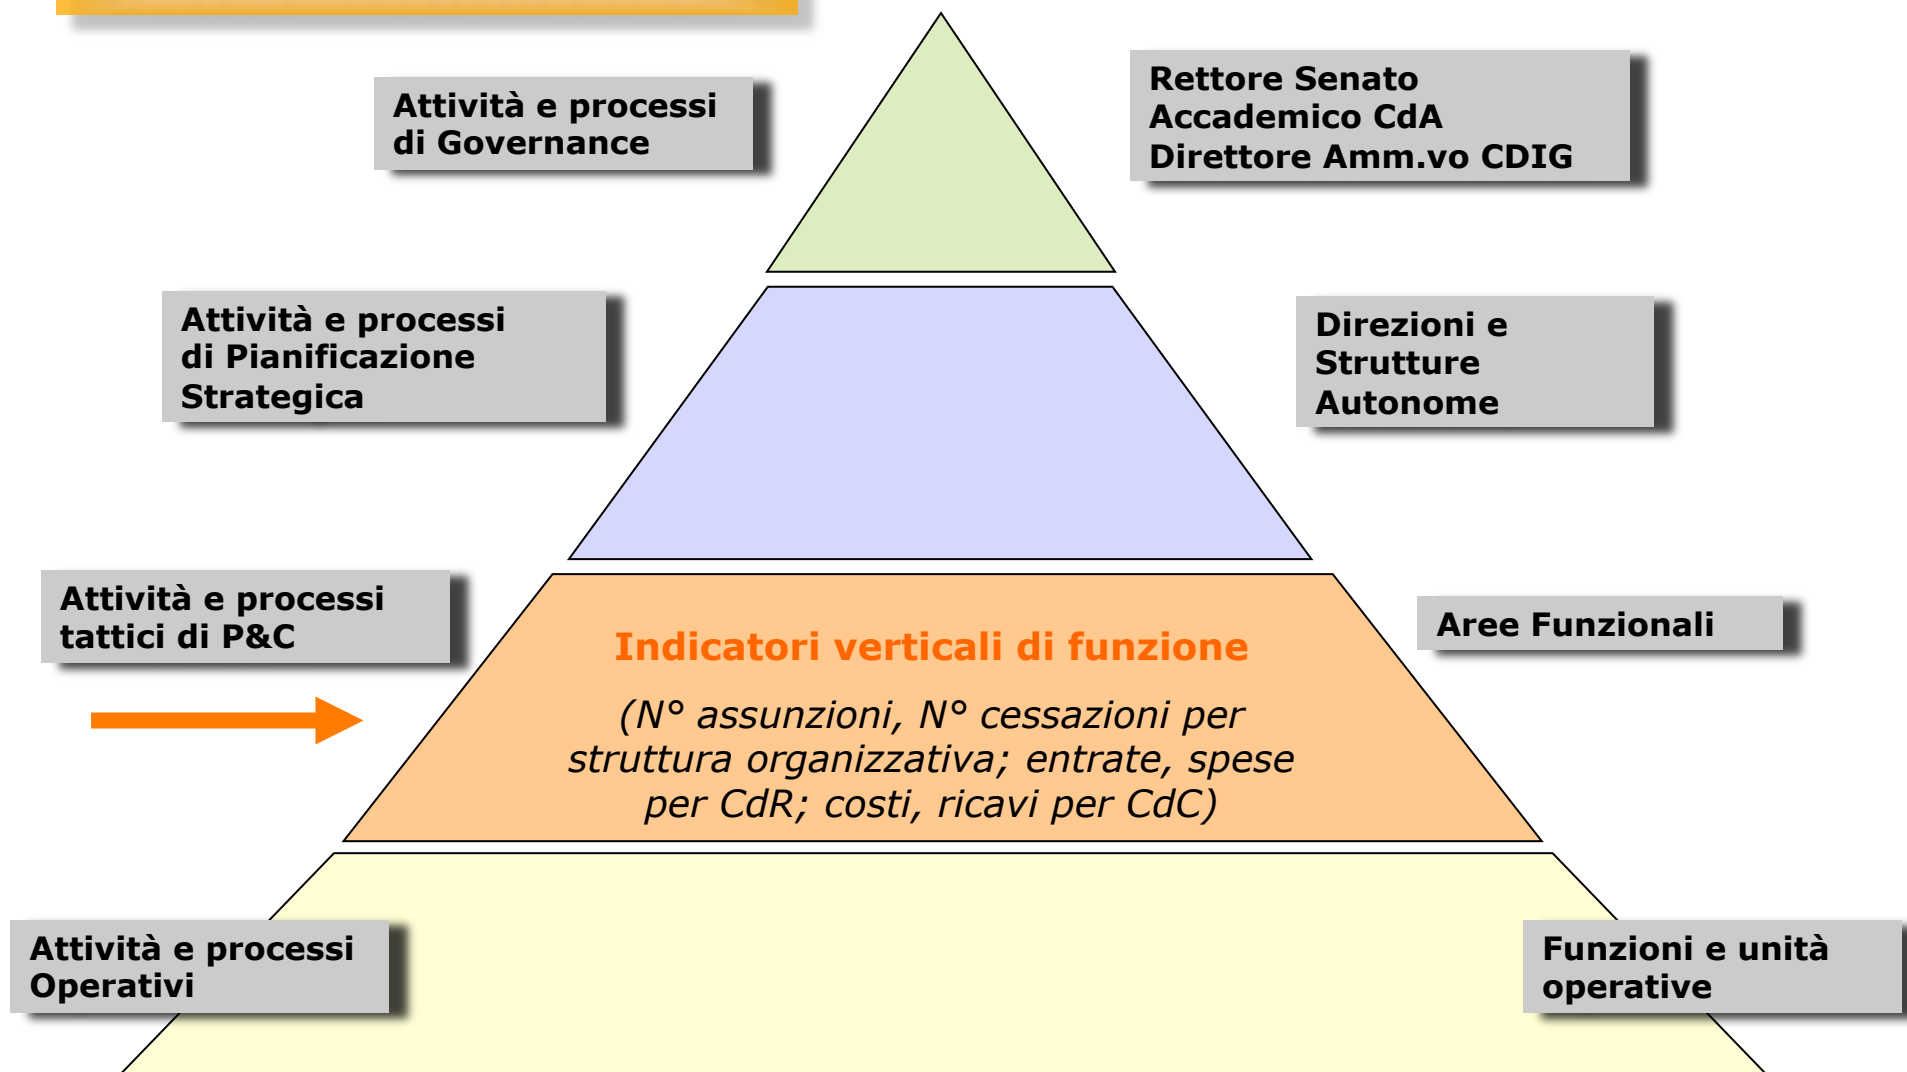 Attività e processi
di Governance
Rettore Senato
Accademico CdA
Direttore Amm.vo CDIG
Attività e processi
di Pianificazione
Strategica
Direzioni e
Strutture
Autonome
Attività e processi
tattici di P&C
Indicatori verticali di funzione
(N° assunzioni, N° cessazioni per
struttura organizzativa; entrate, spese
per CdR; costi, ricavi per CdC)
Aree Funzionali
Attività e processi
Operativi
Funzioni e unità
operative